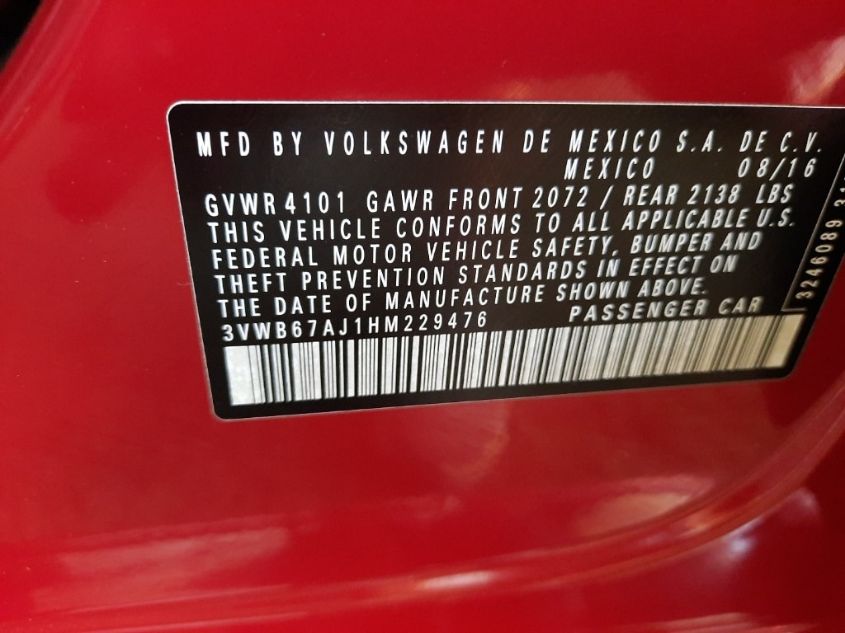 MFD BY VOLKSWAGEN DE MEXICO S.A. DE C.V.
MEXICO 08/16
GVWR 4101 GAWR FRONT 2072 / REAR 2138 LBS
THIS VEHICLE CONFORMS TO ALL APPLICABLE U.S.
FEDERAL MOTOR VEHICLE SAFETY, BUMPER AND
THEFT PREVENTION STANDARDS IN EFFECT ON
THE DATE OF MANUFACTURE SHOWN ABOVE.
3VWB67AJ1HM229476 PASSENGER CAR
3246089